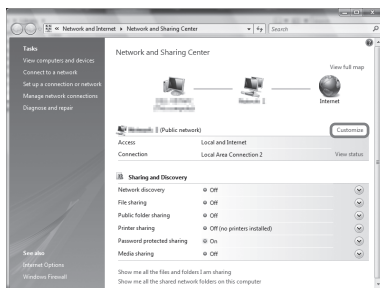 « Network and Internet ▸ Network and Sharing Center
Search
Tasks
View computers and devices
Connect to a network
Set up a connection or network
Manage network connections
Diagnose and repair
See also
Internet Options
Windows Firewall
Network and Sharing Center
View full map
Internet
(Public network)
Customize
Access Local and Internet
Connection Local Area Connection 2 View status
Sharing and Discovery
Network discovery Off
File sharing Off
Public folder sharing Off
Printer sharing Off (no printers installed)
Password protected sharing On
Media sharing Off
Show me all the files and folders I am sharing
Show me all the shared network folders on this computer